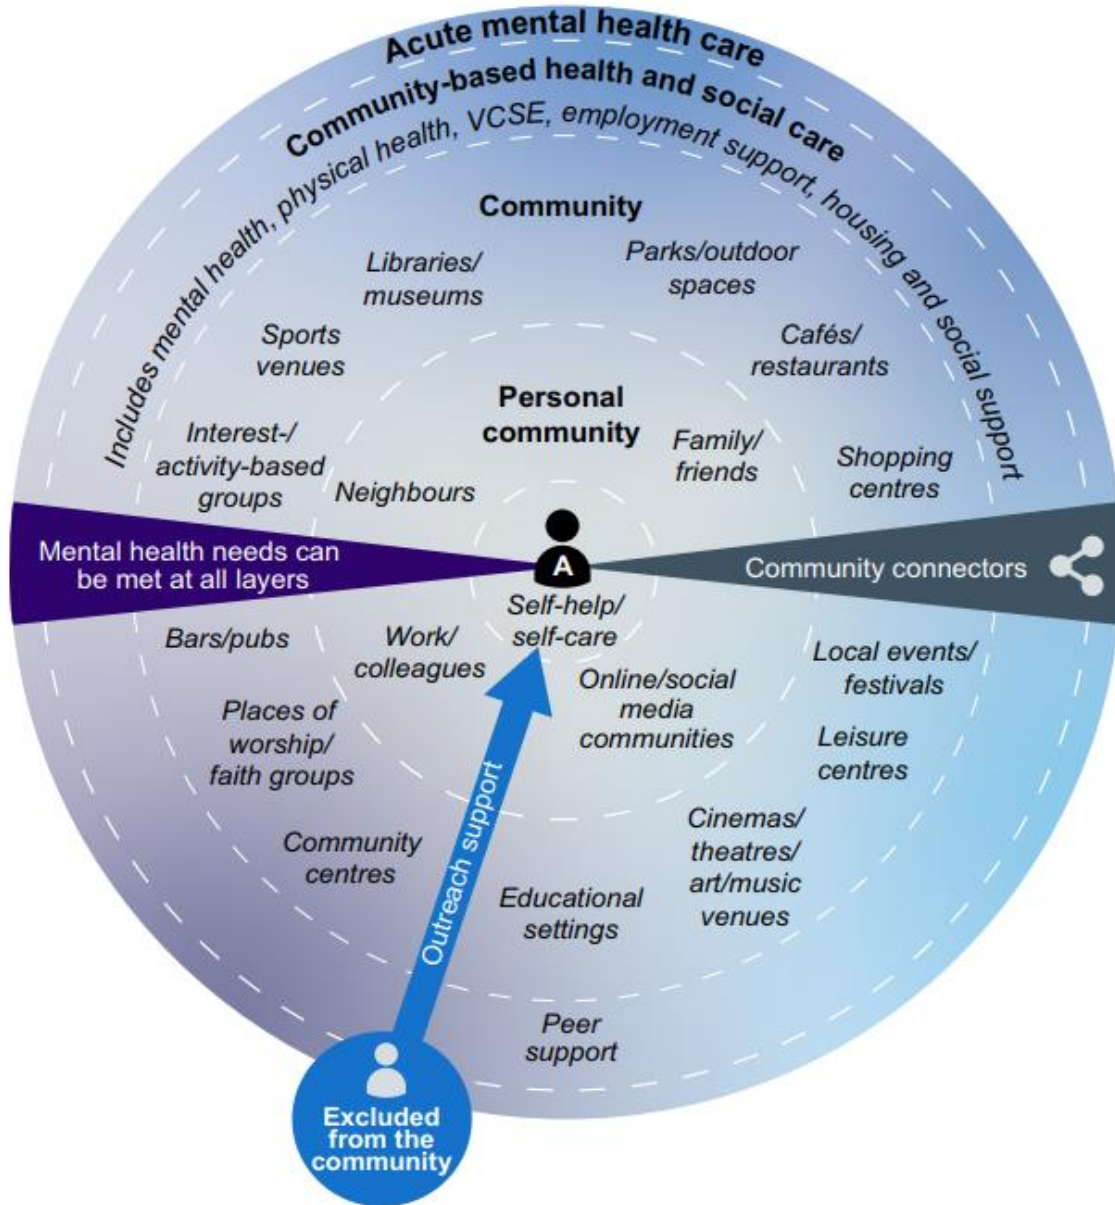 Acute mental health care
Community-based health and social care
Includes mental health, physical health, VCSE, employment support, housing and social support
Community
Libraries/
museums
Parks/outdoor
spaces
Sports
venues
Cafés/
restaurants
Personal
community
Interest-/
activity-based
groups
Neighbours
Family/
friends
Shopping
centres
Mental health needs can
be met at all layers
A
Community connectors
Self-help/
self-care
Bars/pubs
Work/
colleagues
Online/social
media
communities
Local events/
festivals
Places of
worship/
faith groups
Leisure
centres
Outreach support
Community
centres
Cinemas/
theatres/
art/music
venues
Educational
settings
Peer
support
Excluded
from the
community